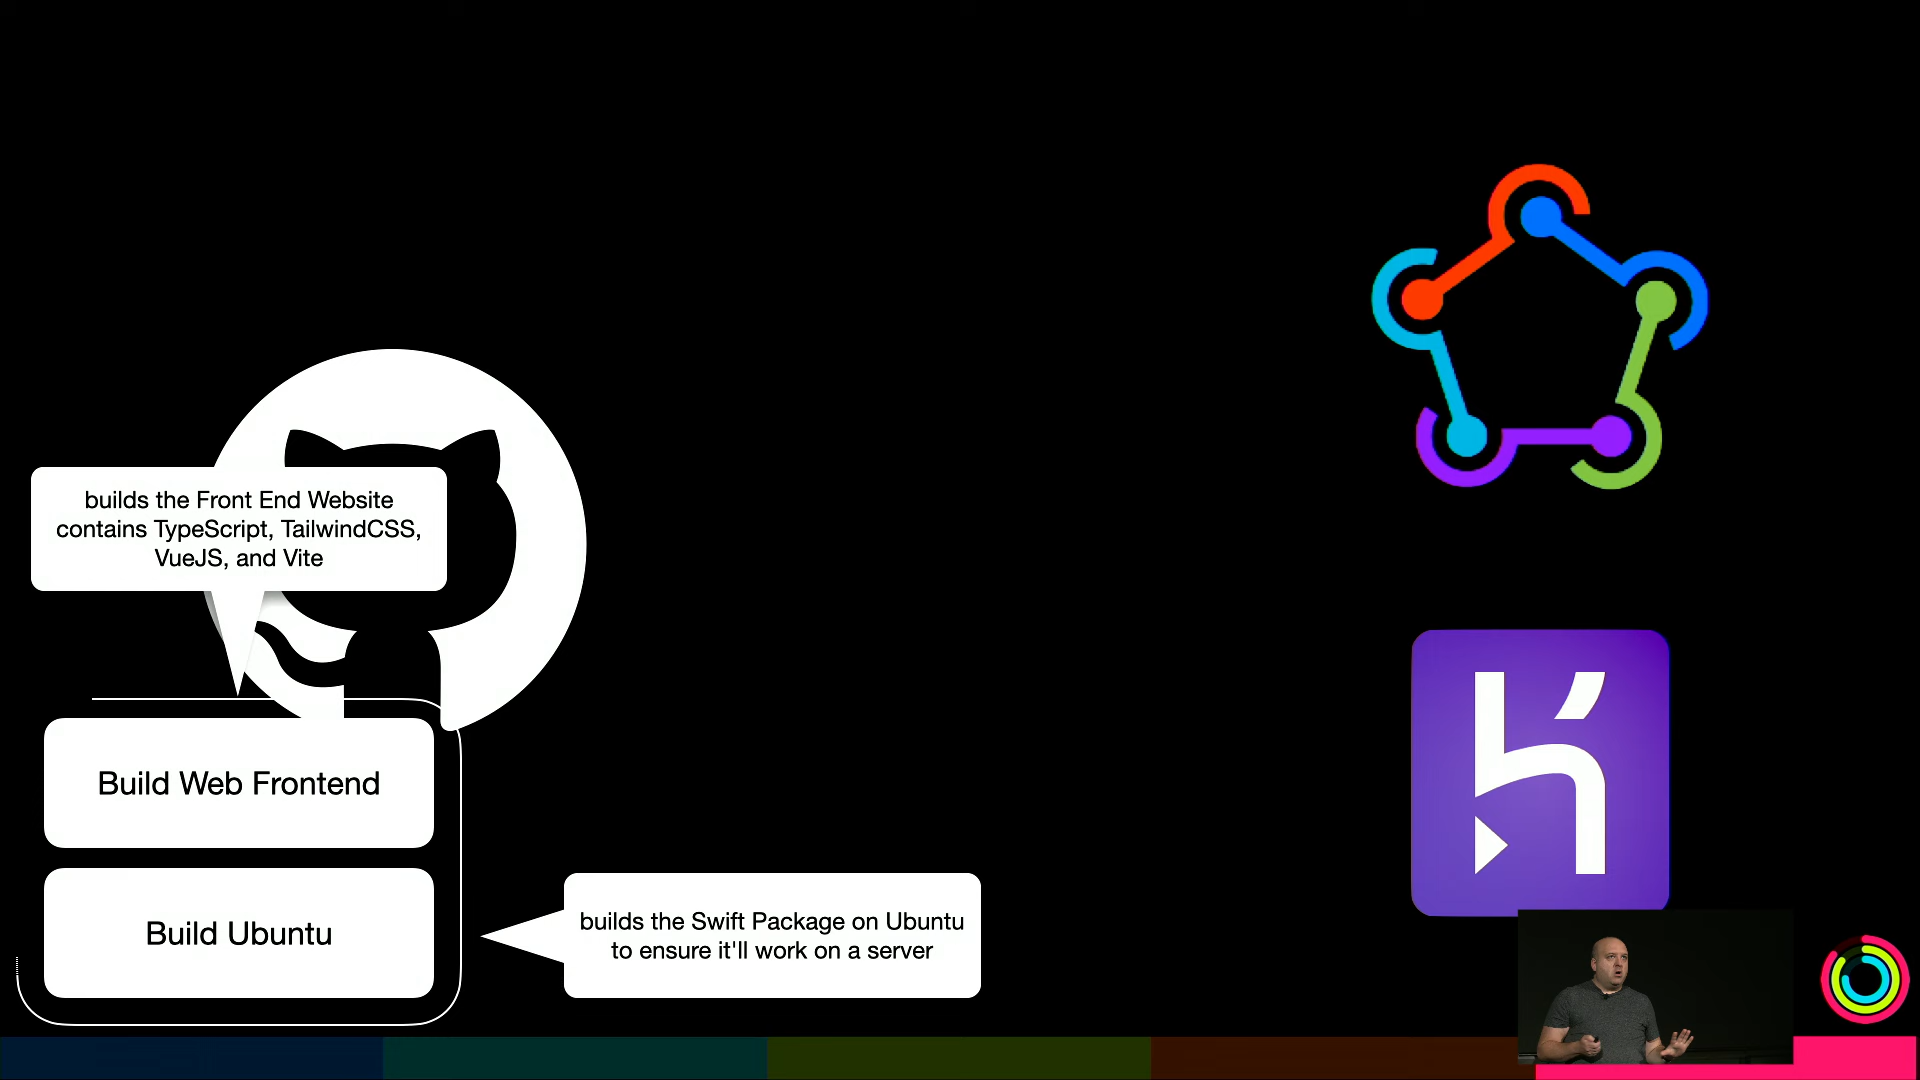 builds the Front End Website
contains TypeScript, TailwindCSS,
VueJS, and Vite
Build Web Frontend
Build Ubuntu
builds the Swift Package on Ubuntu
to ensure it'll work on a server